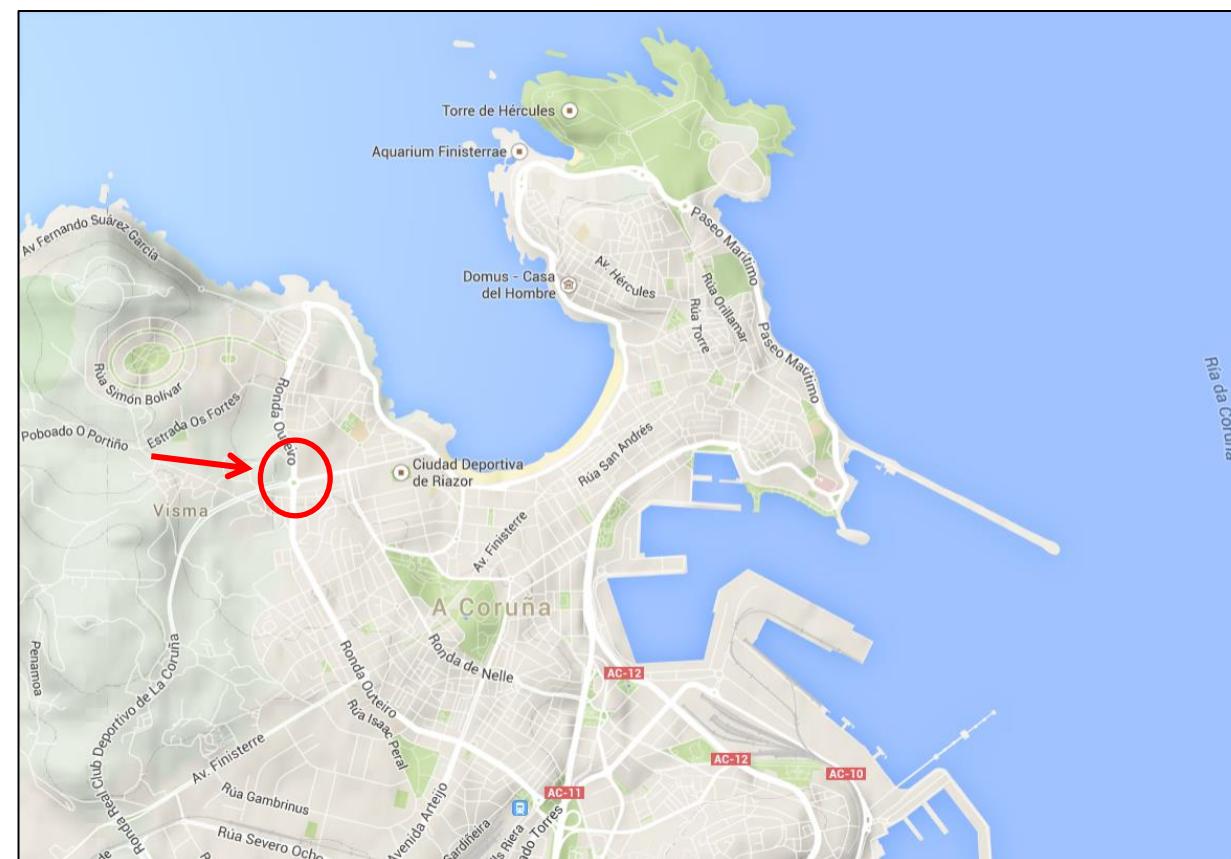 Torre de Hércules
Aquarium Finisterrae
Av Fernando Suárez García
Paseo Marítimo
Av. Hércules
Domus - Casa
del Hombre
Rúa Orillamar
Rúa Torre
Paseo Marítimo
Ría da Coruña
Rúa Simón Bolívar
Ronda Outeiro
Estrada Os Fortes
Poboado O Portiño
Rúa San Andrés
Ciudad Deportiva
de Riazor
Visma
Av. Finisterre
A Coruña
Penamoa
Ronda de Nelle
AC-12
Ronda Outeiro
Rúa Isaac Peral
Ronda Real Club Deportivo de La Coruña
Av. Finisterre
AC-12
AC-10
AC-11
Rúa Gambrinus
Avenida Arteijo
Rúa Severo Ocho
Sardiñeira